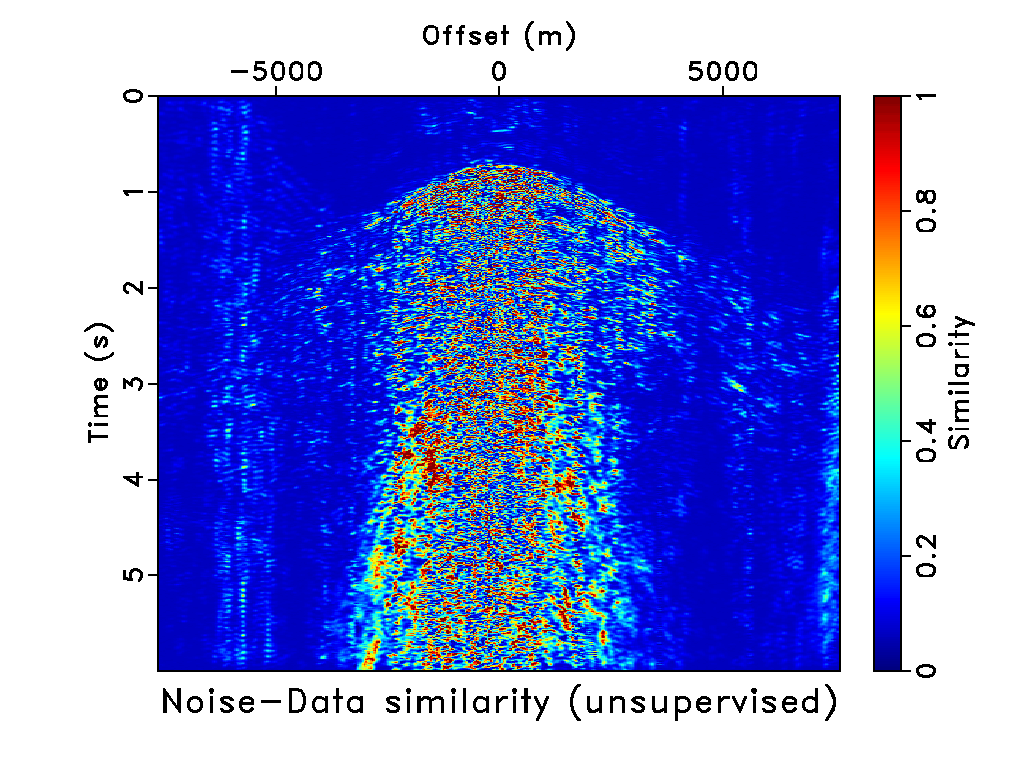 Offset (m)
−5000 0 5000
0
1
2
3
4
5
Time (s)
1
0.8
0.6
0.4
0.2
0
Similarity
Noise−Data similarity (unsupervised)